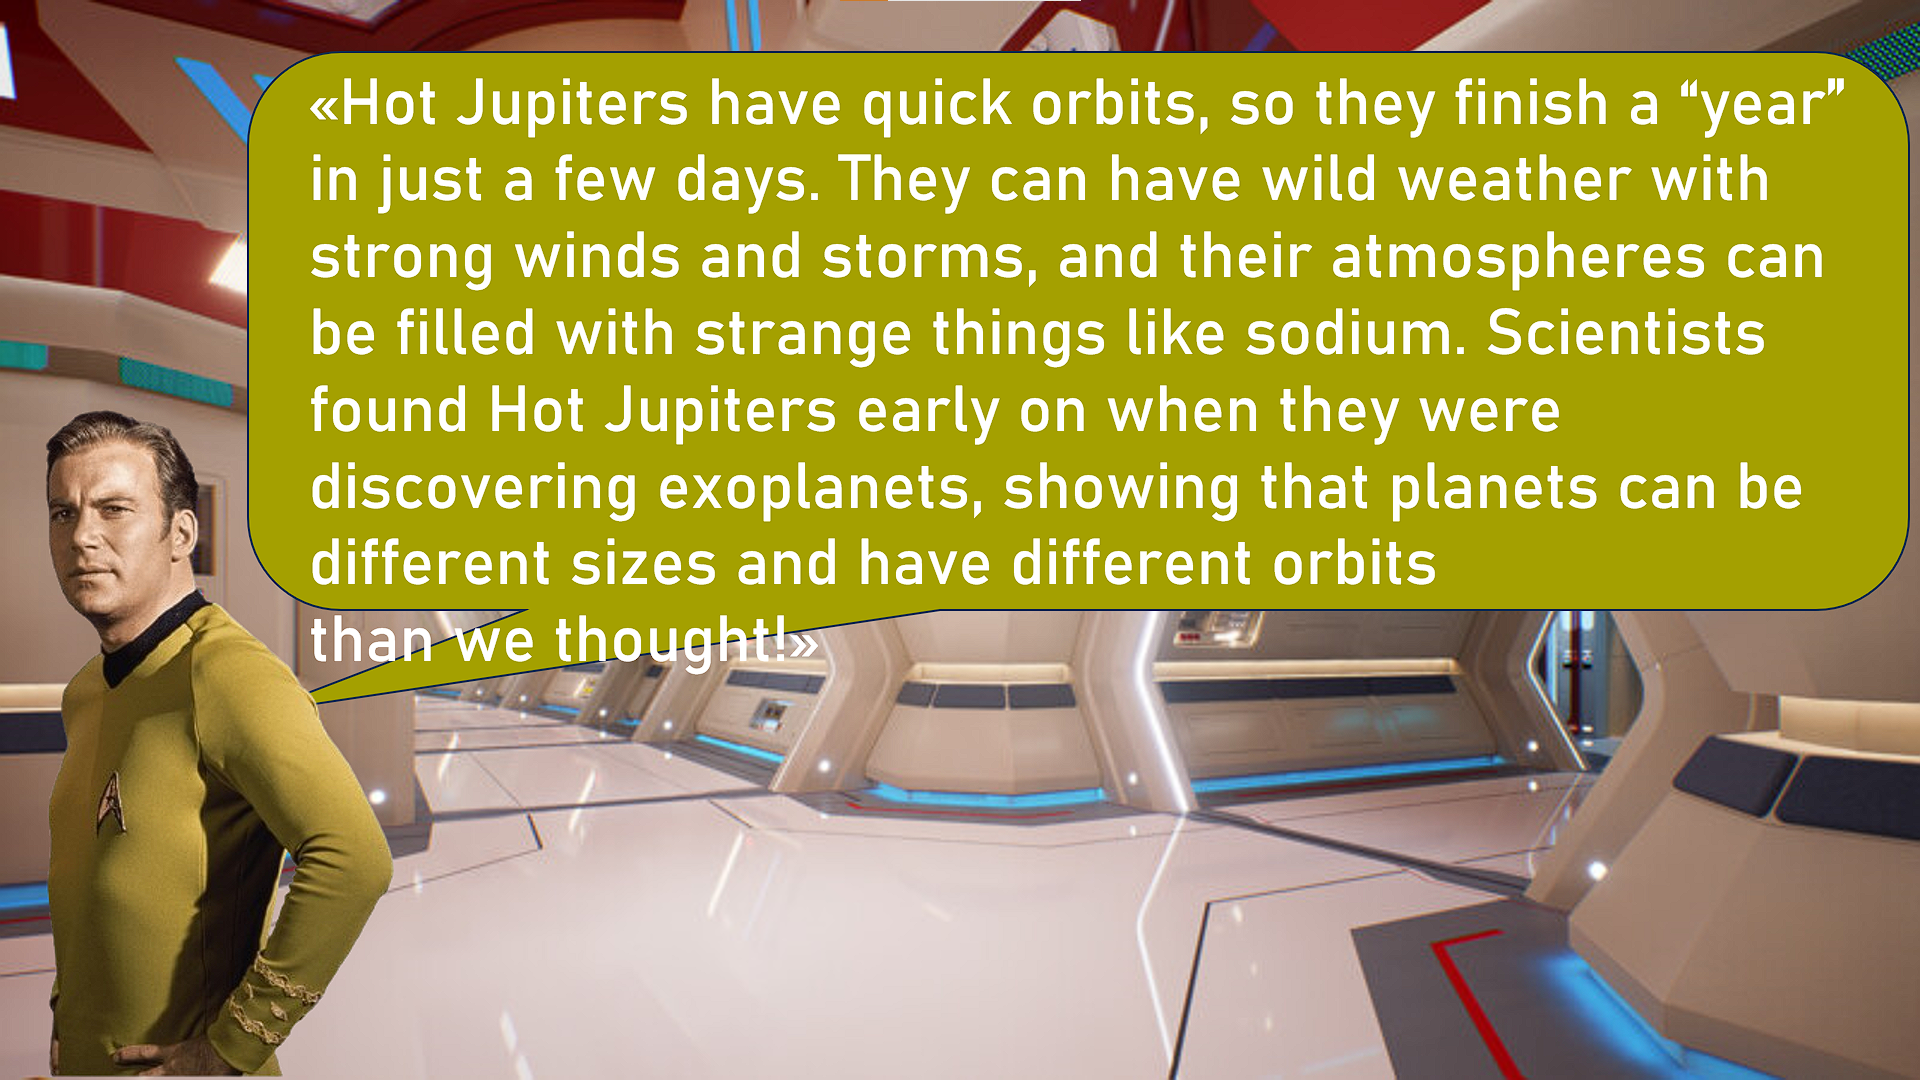 «Hot Jupiters have quick orbits, so they finish a “year”
in just a few days. They can have wild weather with
strong winds and storms, and their atmospheres can
be filled with strange things like sodium. Scientists
found Hot Jupiters early on when they were
discovering exoplanets, showing that planets can be
different sizes and have different orbits
than we thought!»